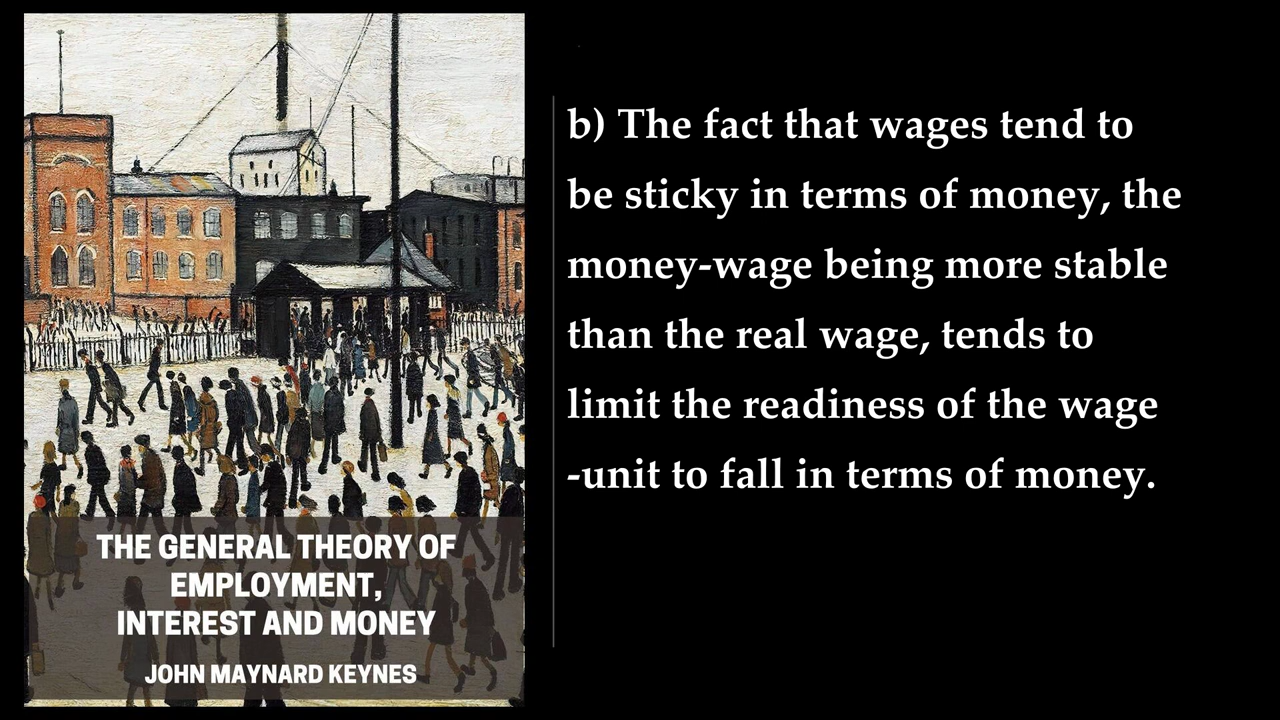 THE GENERAL THEORY OF
EMPLOYMENT,
INTEREST AND MONEY
JOHN MAYNARD KEYNES
b) The fact that wages tend to
be sticky in terms of money, the
money-wage being more stable
than the real wage, tends to
limit the readiness of the wage
-unit to fall in terms of money.